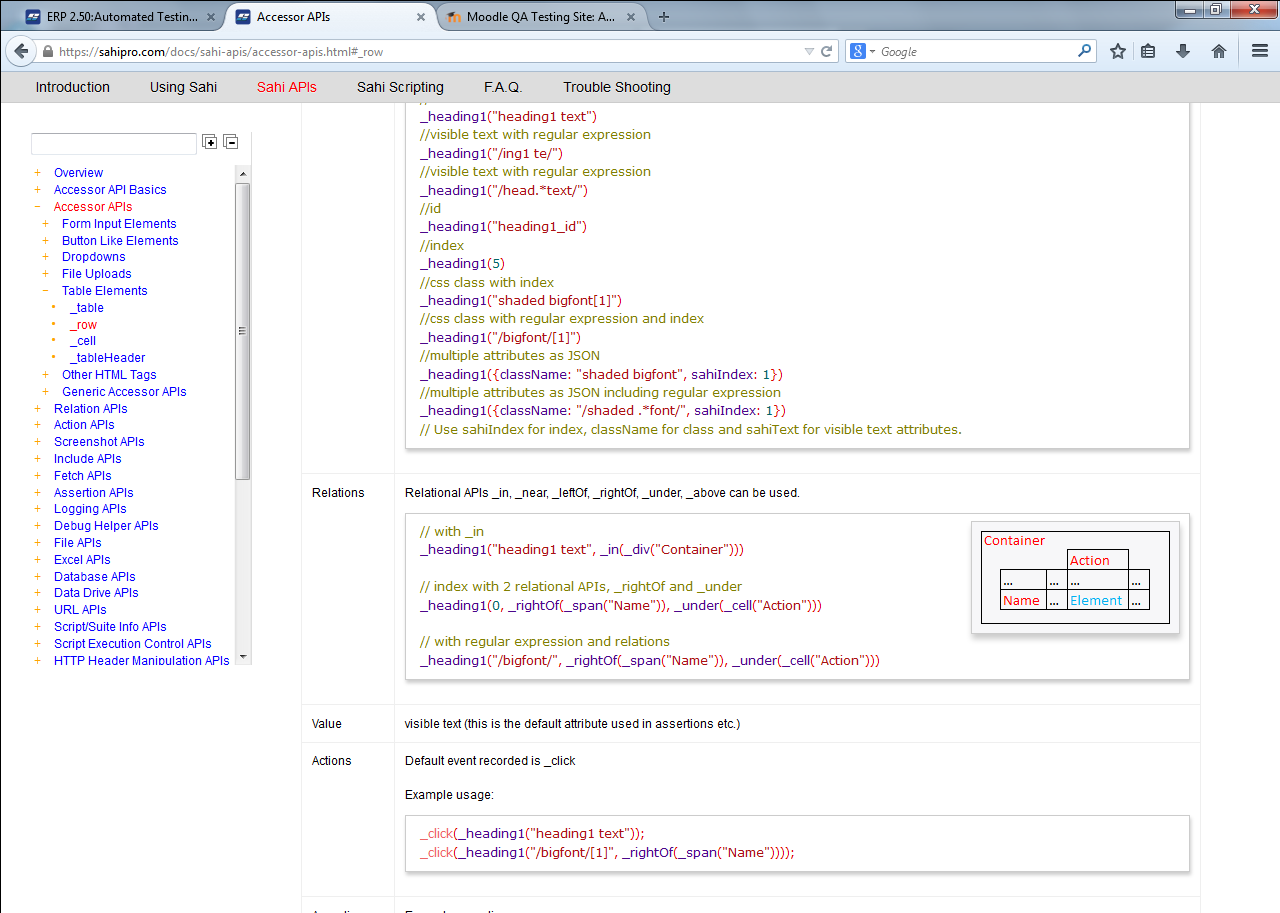 ERP 2.50:Automated Testin...
Accessor APIs
Moodle QA Testing Site: A...
https://sahipro.com/docs/sahi-apis/accessor-apis.html#_row
Google
Introduction
Using Sahi
Sahi APIs
Sahi Scripting
F.A.Q.
Trouble Shooting
Overview
Accessor API Basics
Accessor APIs
Form Input Elements
Button Like Elements
Dropdowns
File Uploads
Table Elements
_table
_row
_cell
_tableHeader
Other HTML Tags
Generic Accessor APIs
Relation APIs
Action APIs
Screenshot APIs
Include APIs
Fetch APIs
Assertion APIs
Logging APIs
Debug Helper APIs
File APIs
Excel APIs
Database APIs
Data Drive APIs
URL APIs
Script/Suite Info APIs
Script Execution Control APIs
HTTP Header Manipulation APIs
_heading1("heading1 text")
//visible text with regular expression
_heading1("/ing1 te/")
//visible text with regular expression
_heading1("/head.*text/")
//id
_heading1("heading1_id")
//index
_heading1(5)
//css class with index
_heading1("shaded bigfont[1]")
//css class with regular expression and index
_heading1("/bigfont/[1]")
//multiple attributes as JSON
_heading1({className: "shaded bigfont", sahiIndex: 1})
//multiple attributes as JSON including regular expression
_heading1({className: "/shaded .*font/", sahiIndex: 1})
// Use sahiIndex for index, className for class and sahiText for visible text attributes.
Relations
Relational APIs _in, _near, _leftOf, _rightOf, _under, _above can be used.
// with _in
_heading1("heading1 text", _in(_div("Container")))
// index with 2 relational APIs, _rightOf and _under
_heading1(0, _rightOf(_span("Name")), _under(_cell("Action")))
// with regular expression and relations
_heading1("/bigfont/", _rightOf(_span("Name")), _under(_cell("Action")))
Container
Action
... ... ... ...
Name ... Element ...
Value
visible text (this is the default attribute used in assertions etc.)
Actions
Default event recorded is _click
Example usage:
_click(_heading1("heading1 text"));
_click(_heading1("/bigfont/[1]", _rightOf(_span("Name"))));